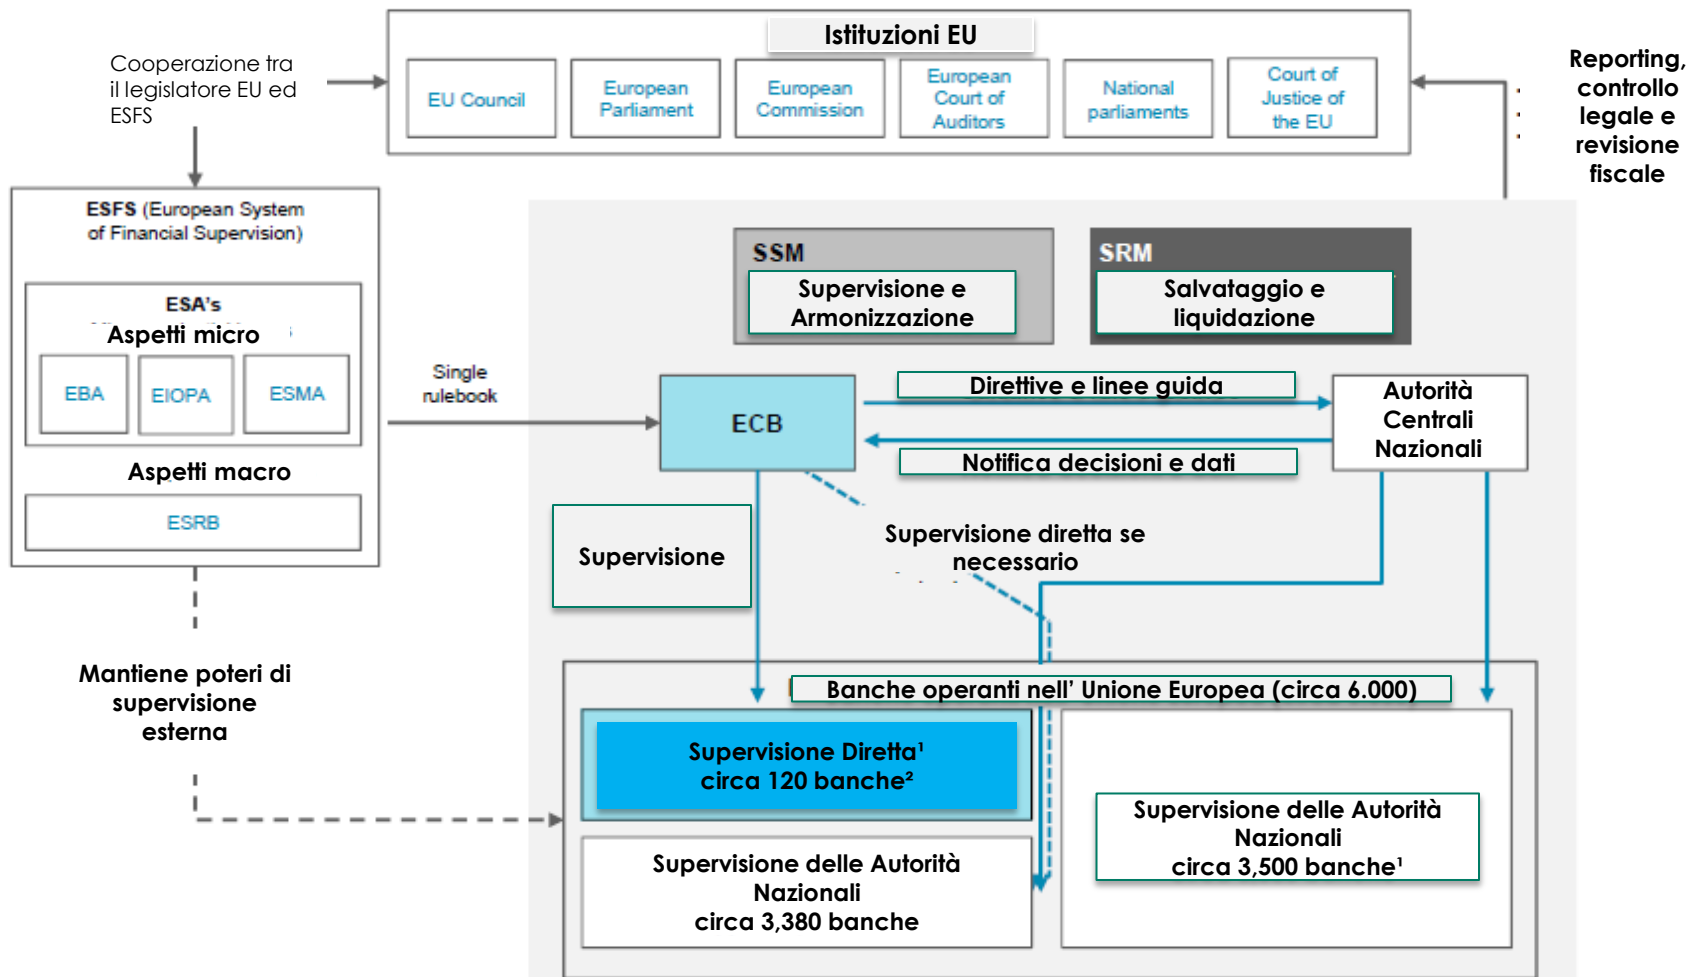 Istituzioni EU
Cooperazione tra
il legislatore EU ed
ESFS
EU Council
European
Parliament
European
Commission
European
Court of
Auditors
National
parliaments
Court of
Justice of
the EU
Reporting,
controllo
legale e
revisione
fiscale
ESFS (European System
of Financial Supervision)
ESA's
Aspetti micro
EBA
EIOPA
ESMA
Aspetti macro
ESRB
Single
rulebook
SSM
Supervisione e
Armonizzazione
SRM
Salvataggio e
liquidazione
ECB
Direttive e linee guida
Notifica decisioni e dati
Autorità
Centrali
Nazionali
Supervisione
Supervisione diretta se
necessario
Mantiene poteri di
supervisione
esterna
Banche operanti nell' Unione Europea (circa 6.000)
Supervisione Diretta¹
circa 120 banche²
Supervisione delle Autorità
Nazionali
circa 3,380 banche
Supervisione delle Autorità
Nazionali
circa 3,500 banche¹